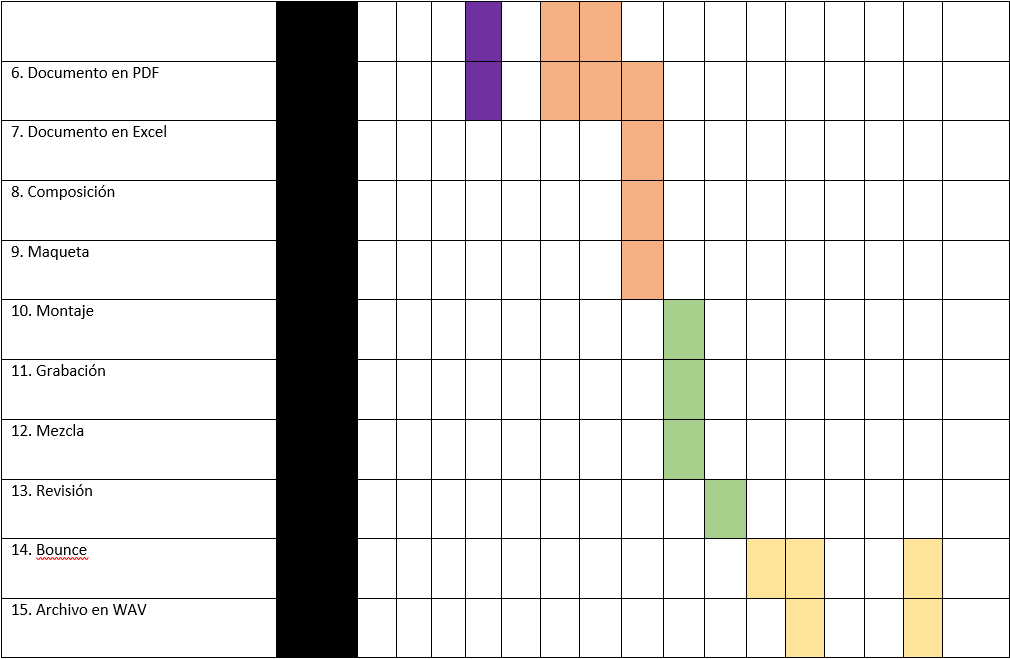 6. Documento en PDF
7. Documento en Excel
8. Composición
9. Maqueta
10. Montaje
11. Grabación
12. Mezcla
13. Revisión
14. Bounce
15. Archivo en WAV